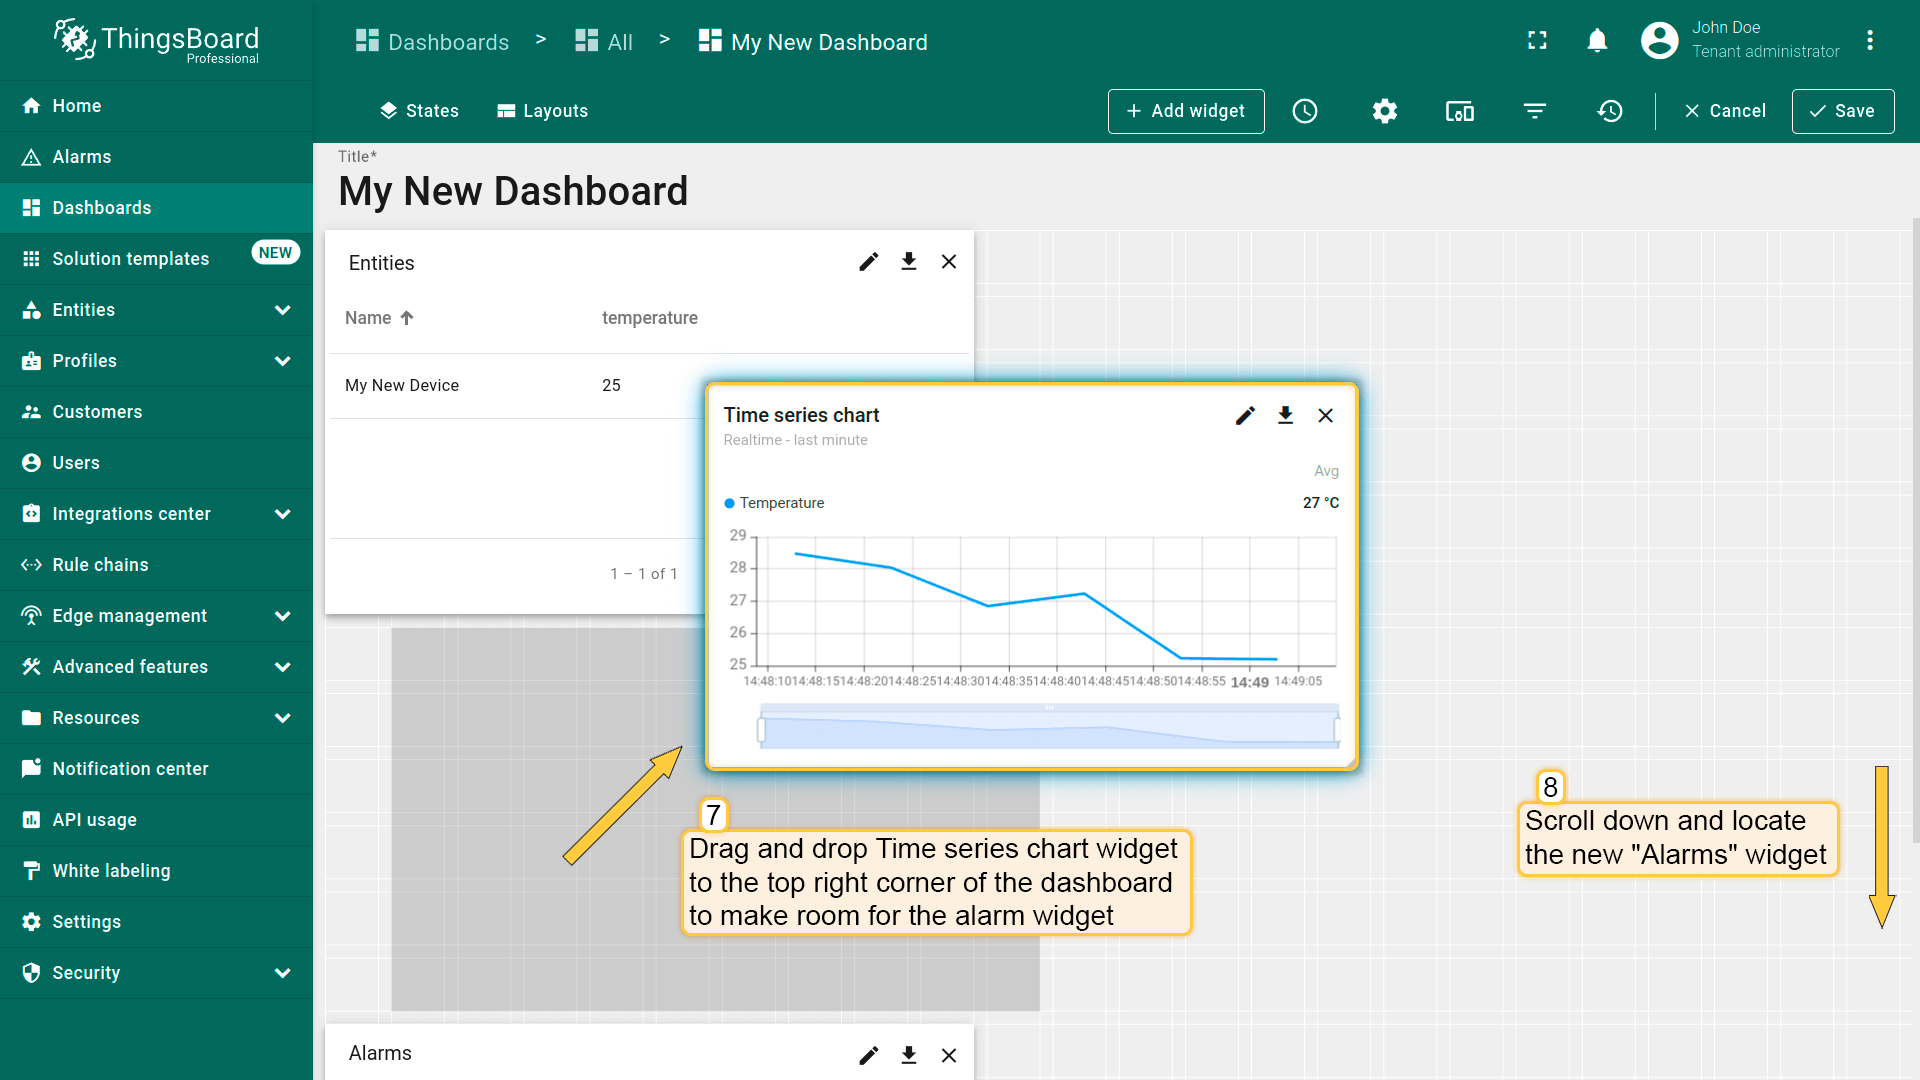 ThingsBoard
Professional
Home
Alarms
Dashboards
Solution templates
NEW
Entities
Profiles
Customers
Users
Integrations center
Rule chains
Edge management
Advanced features
Resources
Notification center
API usage
White labeling
Settings
Security
Dashboards > All > My New Dashboard
John Doe
Tenant administrator
States
Layouts
+ Add widget
Cancel
Save
Title*
My New Dashboard
Entities
Name
temperature
My New Device
25
1 – 1 of 1
Time series chart
Realtime - last minute
Avg
Temperature
27 °C
29
28
27
26
25
14:48:10 14:48:15 14:48:20 14:48:25 14:48:30 14:48:35 14:48:40 14:48:45 14:48:50 14:48:55 14:49 14:49:05
7
Drag and drop Time series chart widget
to the top right corner of the dashboard
to make room for the alarm widget
8
Scroll down and locate
the new "Alarms" widget
Alarms